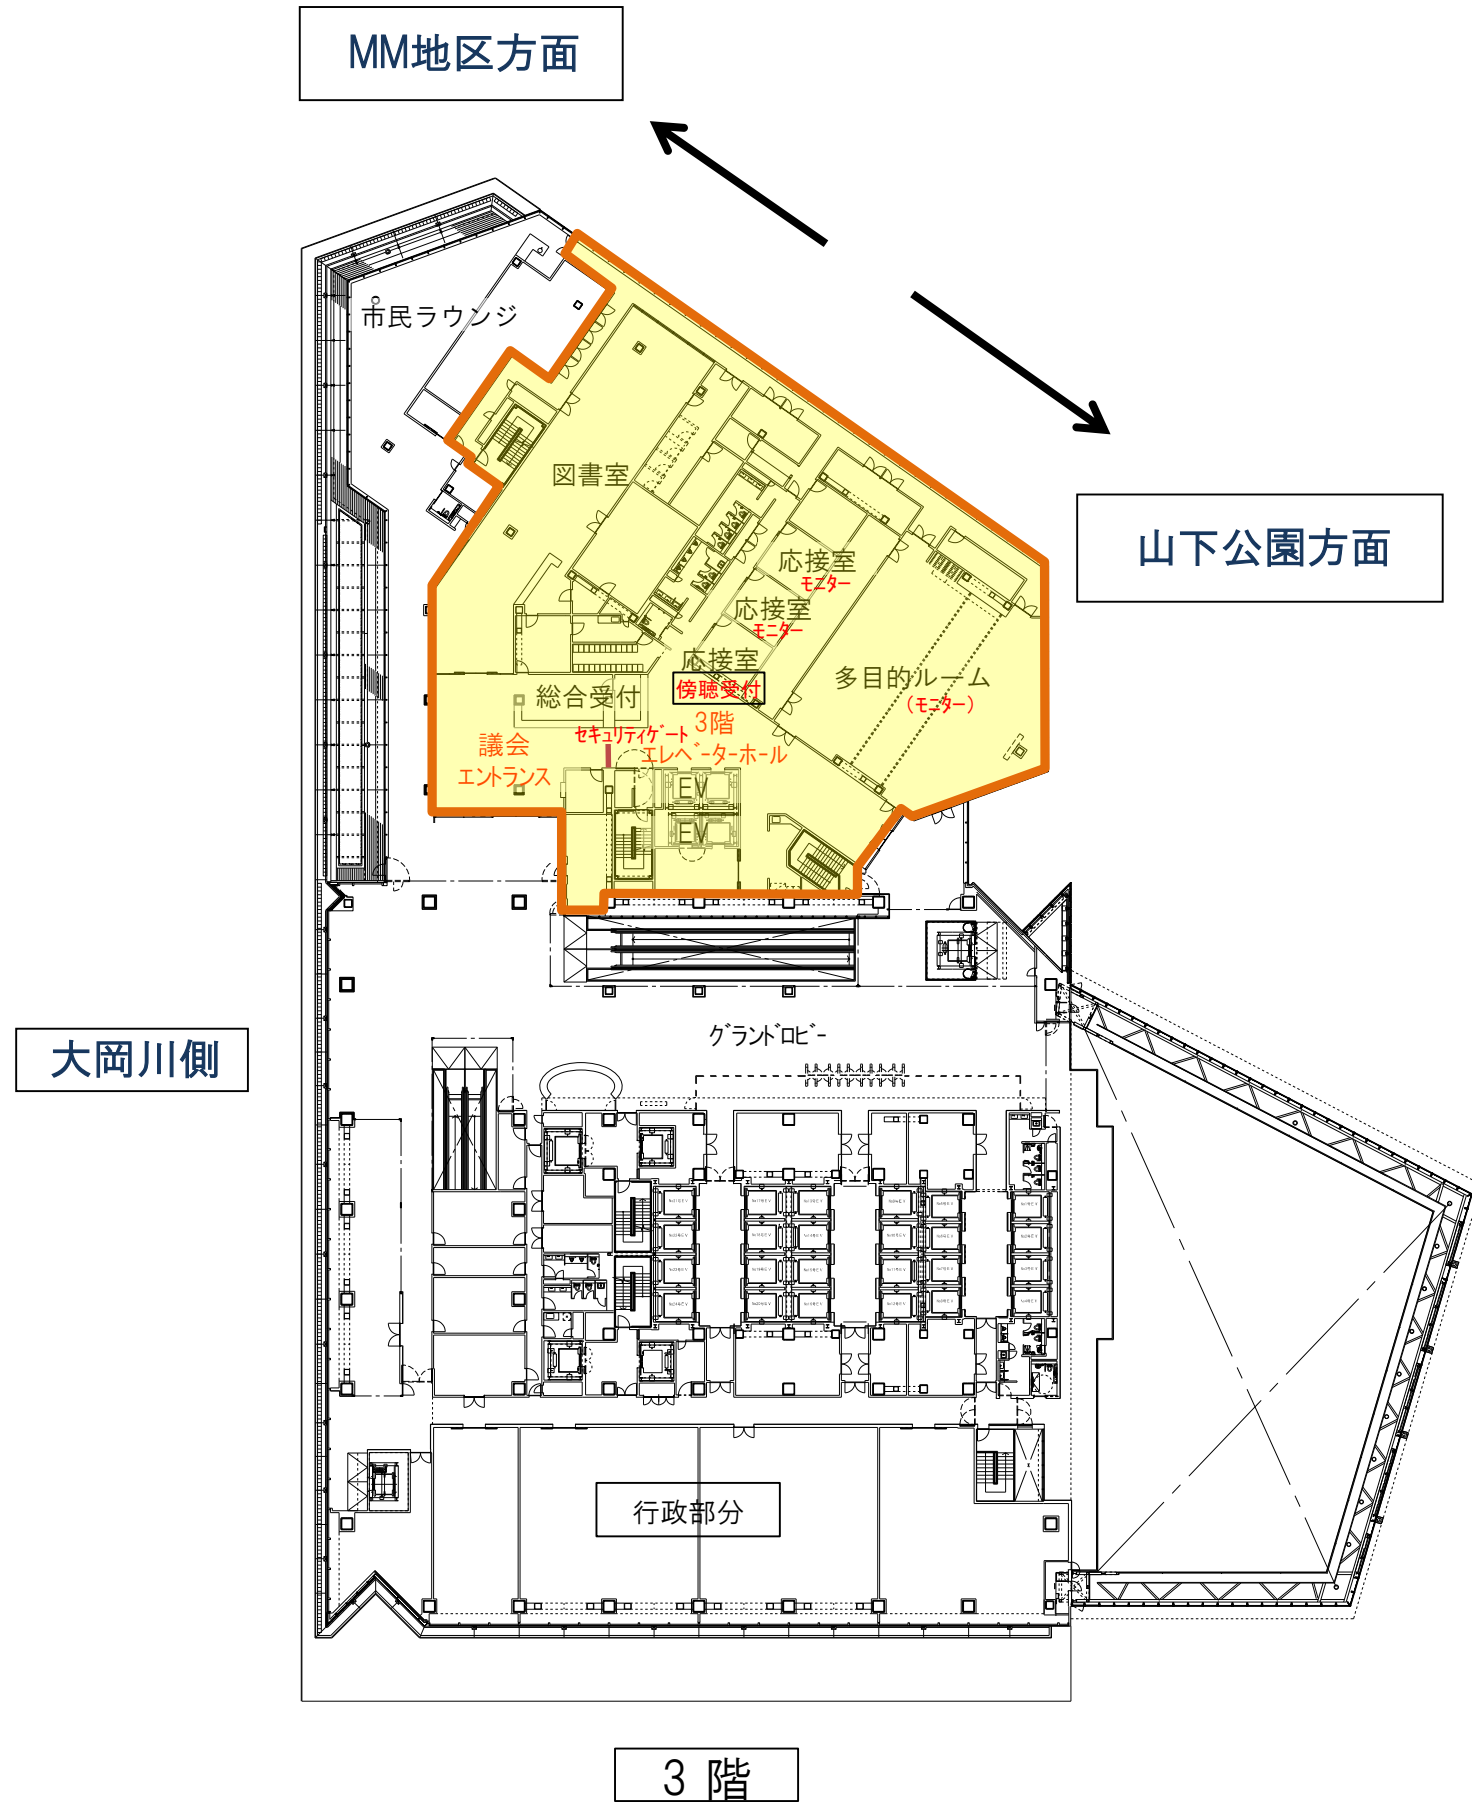 MM地区方面
市民ラウンジ
図書室
山下公園方面
応接室
モニター
応接室
モニター
応接室
傍聴受付
多目的ルーム
(モニター)
総合受付
セキュリティゲート
3階
エレベーターホール
議会
エントランス
EV
EV
グランドロビー
大岡川側
行政部分
3 階